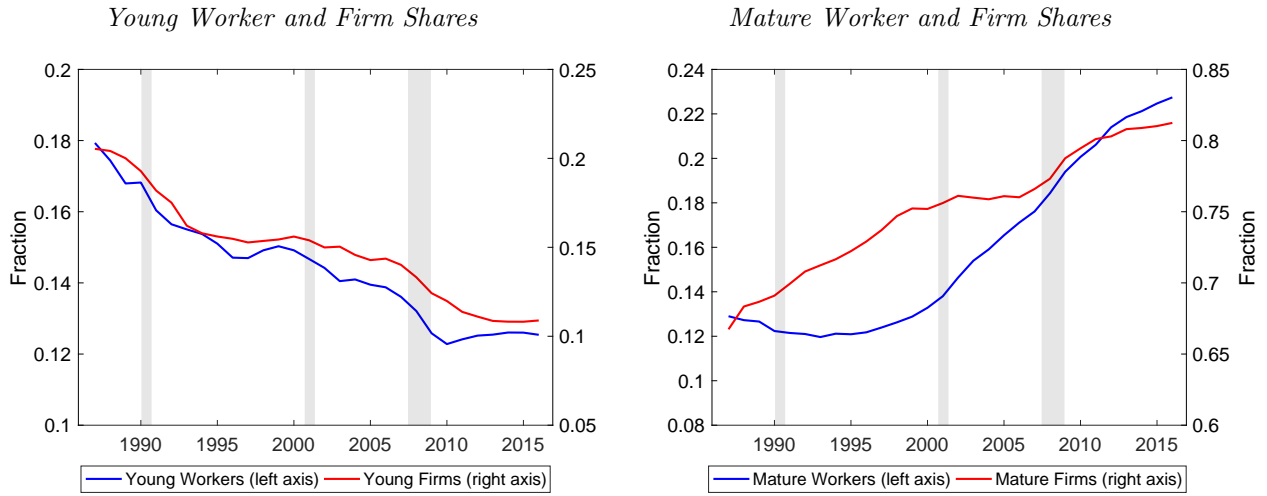 Young Worker and Firm Shares
0.2
0.18
0.16
0.14
0.12
0.1
Fraction
0.25
0.2
0.15
0.1
0.05
1990 1995 2000 2005 2010 2015
Young Workers (left axis) Young Firms (right axis)
Mature Worker and Firm Shares
0.24
0.22
0.2
0.18
0.16
0.14
0.12
0.1
0.08
Fraction
0.85
0.8
0.75
0.7
0.65
0.6
Fraction
1990 1995 2000 2005 2010 2015
Mature Workers (left axis) Mature Firms (right axis)